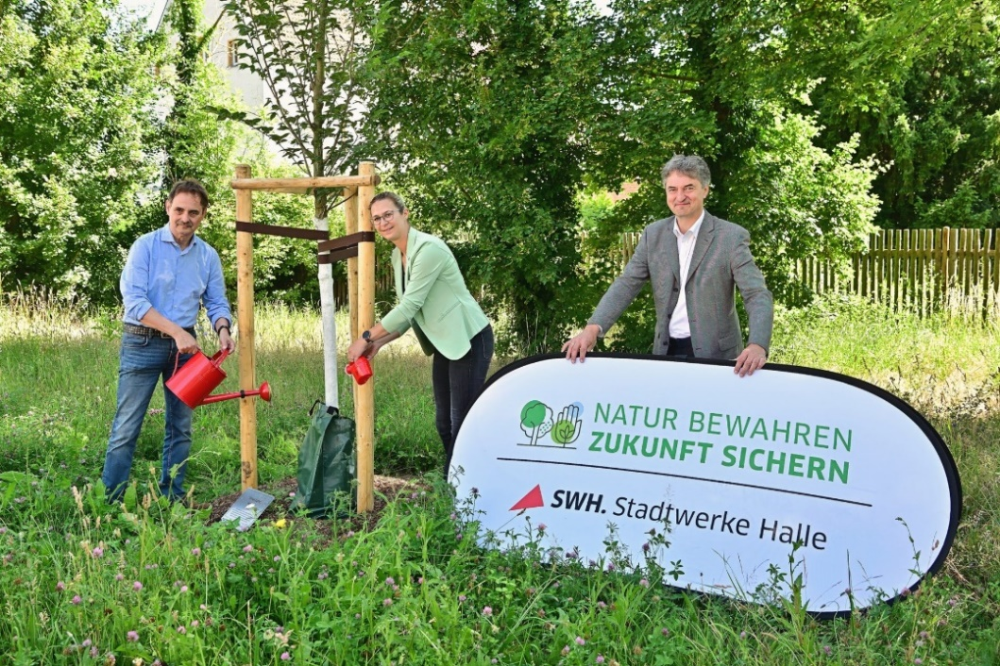 NATUR BEWAHREN
ZUKUNFT SICHERN
SWH. Stadtwerke Halle